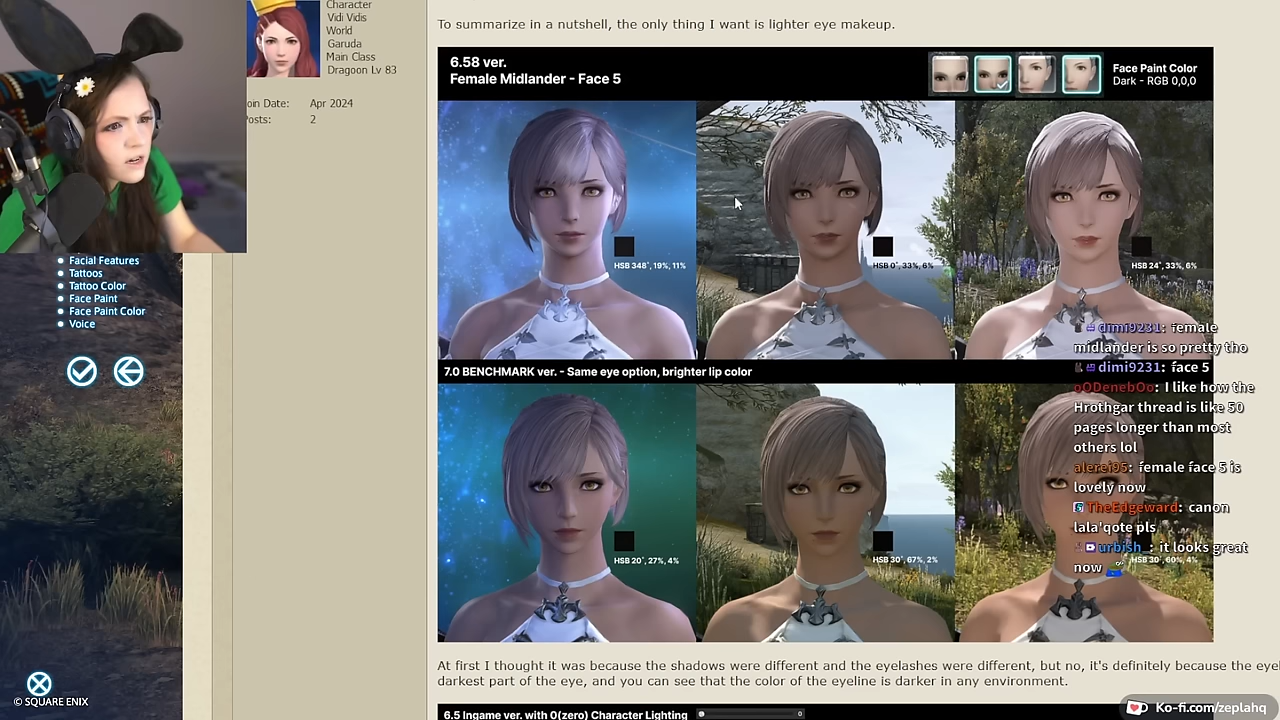 Character
Vidi Vidis
World
Garuda
Main Class
Dragoon Lv 83
oin Date: Apr 2024
Posts: 2
Facial Features
Tattoos
Tattoo Color
Face Paint
Face Paint Color
Voice
© SQUARE ENIX
To summarize in a nutshell, the only thing I want is lighter eye makeup.
6.58 ver.
Female Midlander - Face 5
Face Paint Color
Dark - RGB 0,0,0
HSB 348°, 19%, 11%
HSB 0°, 33%, 6%
HSB 24°, 33%, 6%
7.0 BENCHMARK ver. - Same eye option, brighter lip color
HSB 20°, 27%, 4%
HSB 30°, 67%, 2%
HSB 30°, 60%, 4%
dimi9231: female
midlander is so pretty tho
dimi9231: face 5
oODenebOo: I like how the
Hrothgar thread is like 50
pages longer than most
others lol
alerei95: female face 5 is
lovely now
TheEdgeward: canon
lala'qote pls
urbish_: it looks great
now
At first I thought it was because the shadows were different and the eyelashes were different, but no, it's definitely because the eyel
darkest part of the eye, and you can see that the color of the eyeline is darker in any environment.
6.5 Ingame ver. with 0(zero) Character Lighting 0
Ko-fi.com/zeplahq